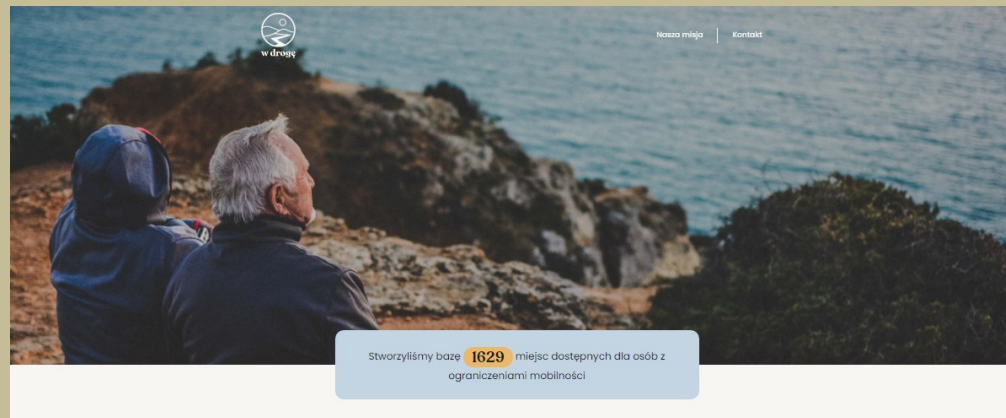 w drogę
Nasza misja
Kontakt
Stworzyliśmy bazę 1629 miejsc dostępnych dla osób z
ograniczeniami mobilności